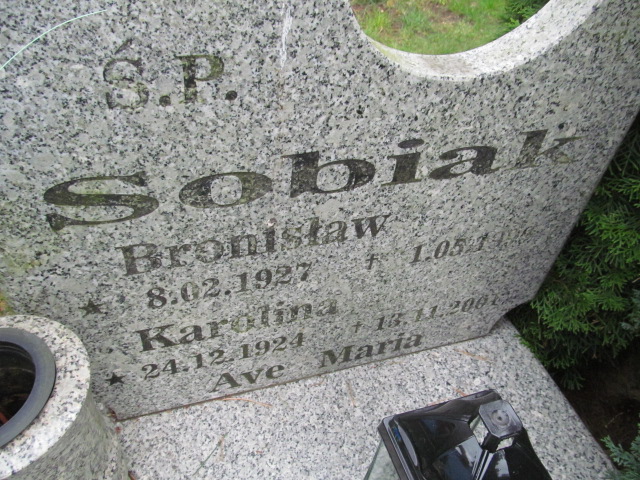 Ś.P.
Sobiak
Bronisław
★ 8.02.1927 †
Karolina
★ 24.12.1924
Ave Maria